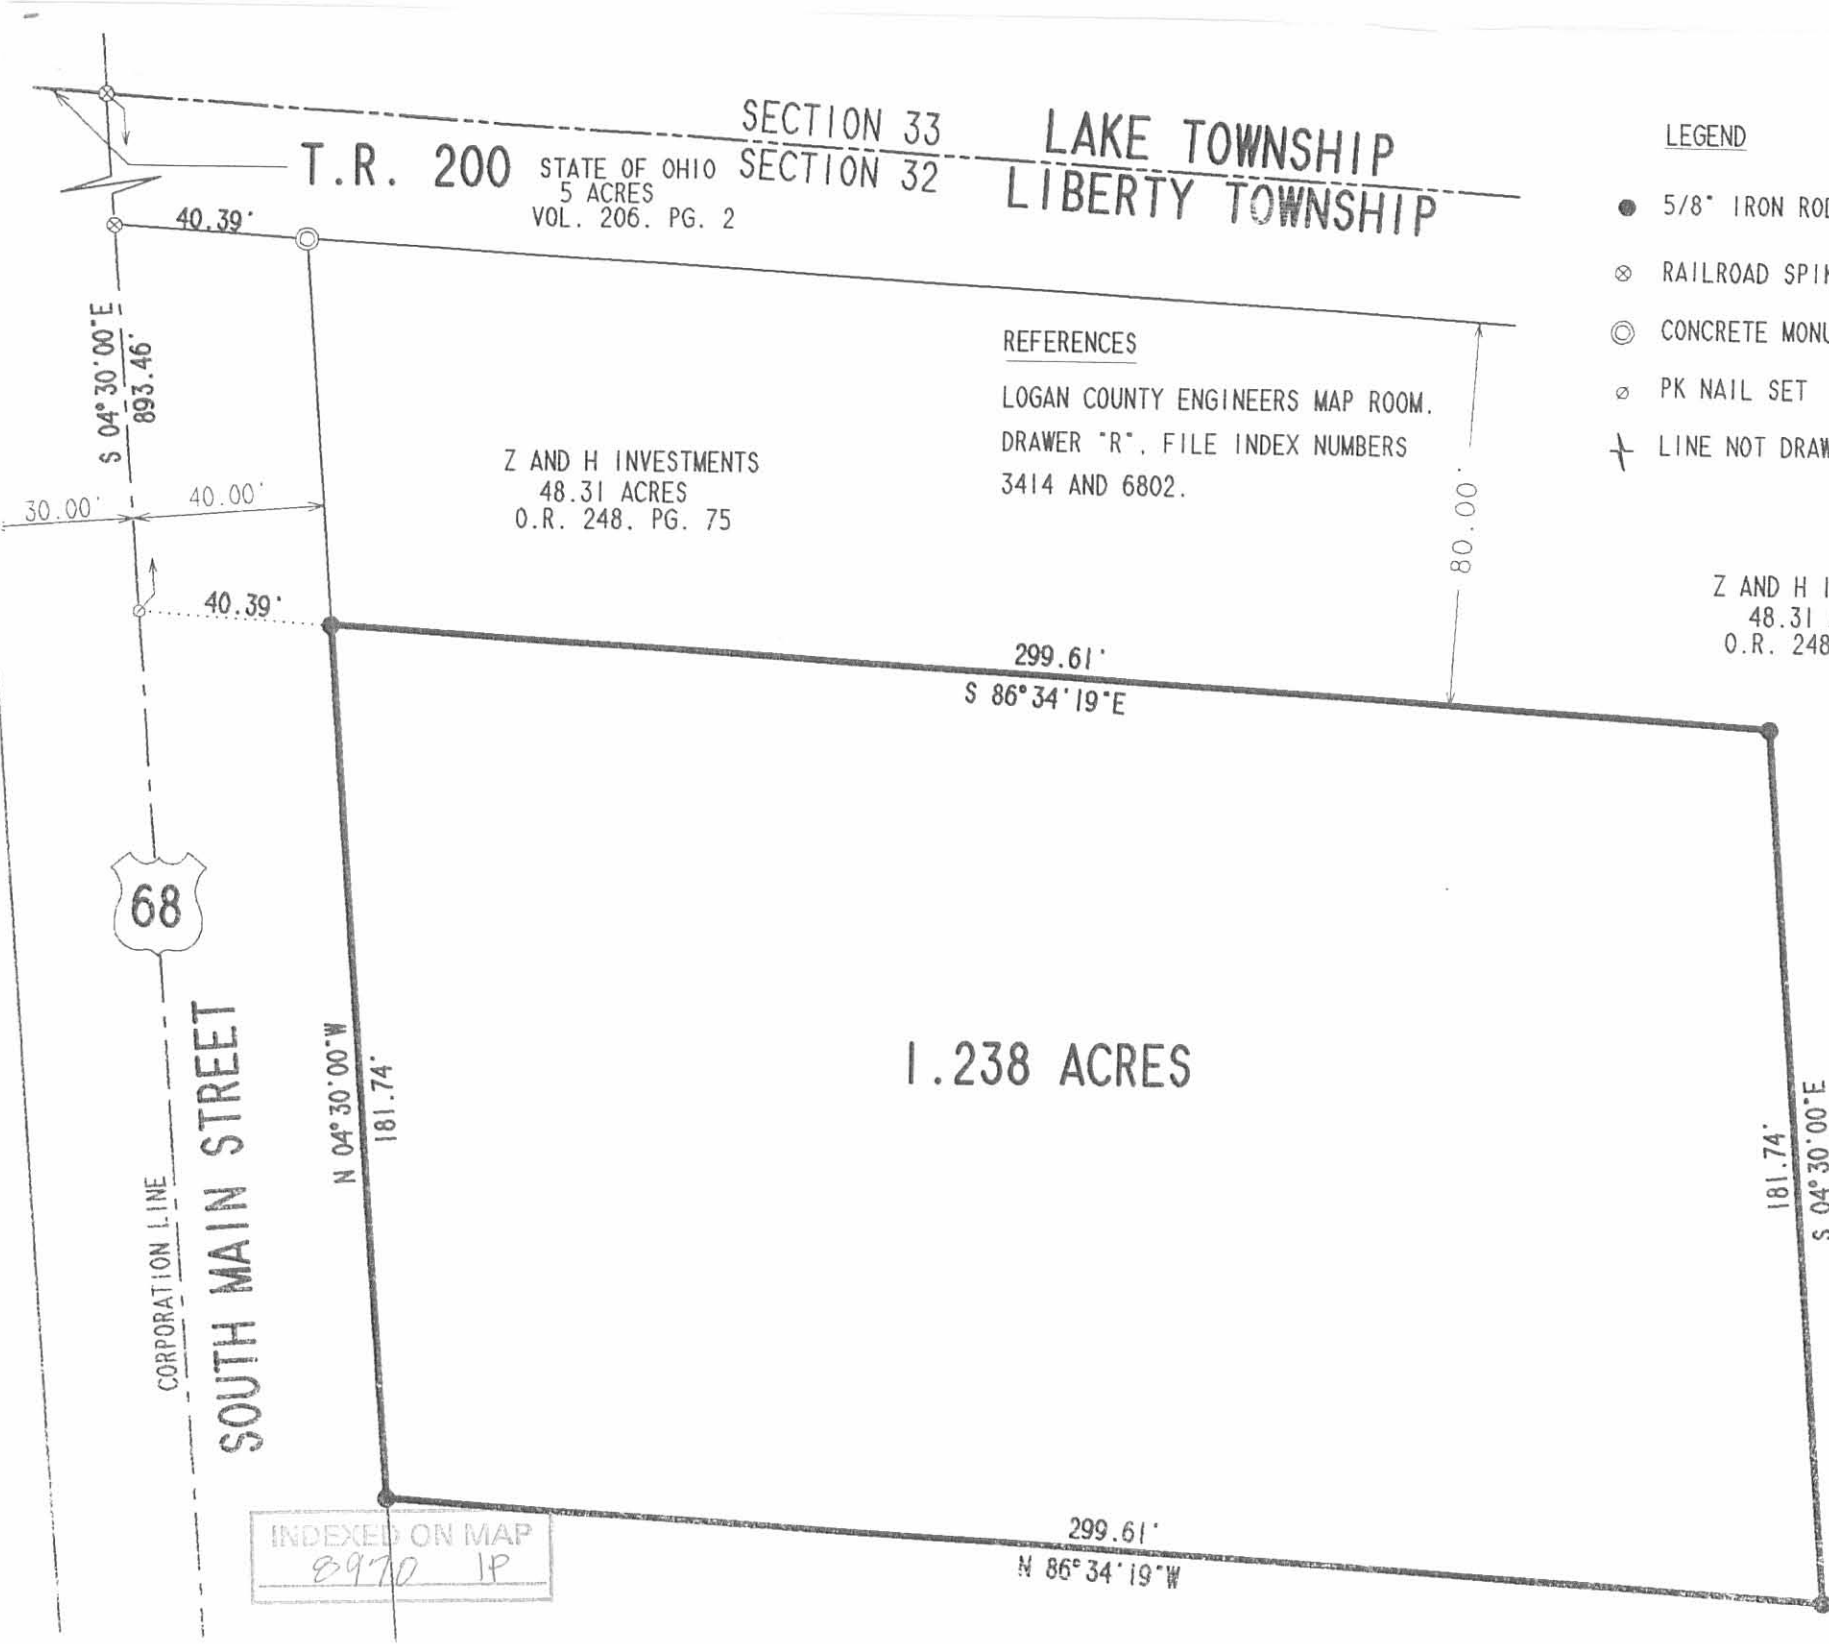 SECTION 33
LAKE TOWNSHIP
T.R. 200
STATE OF OHIO
5 ACRES
VOL. 206. PG. 2
SECTION 32
LIBERTY TOWNSHIP
LEGEND
5/8" IRON ROD
RAILROAD SPIK
CONCRETE MONU
PK NAIL SET
LINE NOT DRAW
40.39'
S 04°30'00"E
893.46'
REFERENCES
LOGAN COUNTY ENGINEERS MAP ROOM.
DRAWER "R". FILE INDEX NUMBERS
3414 AND 6802.
Z AND H INVESTMENTS
48.31 ACRES
O.R. 248. PG. 75
30.00'
40.00'
80.00'
Z AND H I
48.31
O.R. 248
40.39'
299.61'
S 86°34'19"E
68
SOUTH MAIN STREET
CORPORATION LINE
N 04°30'00"W
181.74'
1.238 ACRES
181.74'
S 04°30'00"E
299.61'
N 86°34'19"W
INDEXED ON MAP
8970 1P